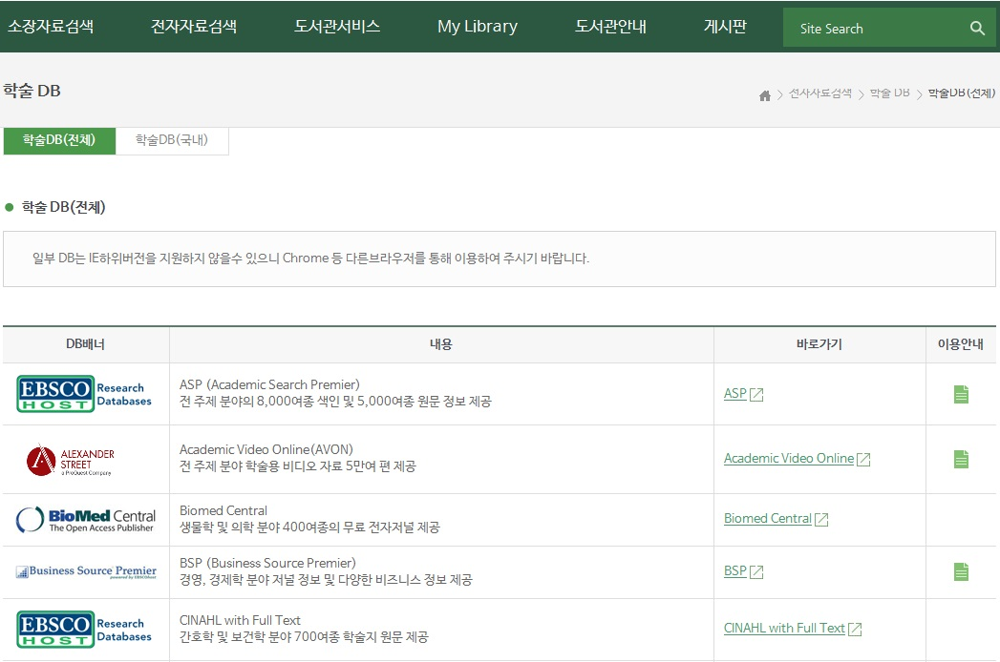 소장자료검색 전자자료검색 도서관서비스 My Library 도서관안내 게시판 Site Search
학술 DB
전자자료검색 학술 DB 학술DB(전체)
학술DB(전체) 학술DB(국내)
학술 DB(전체)
일부 DB는 IE하위버전을 지원하지 않을수 있으니 Chrome 등 다른브라우저를 통해 이용하여 주시기 바랍니다.
DB배너 내용 바로가기 이용안내
EBSCO HOST Research Databases
ASP (Academic Search Premier)
전 주제 분야의 8,000여종 색인 및 5,000여종 원문 정보 제공
ASP
ALEXANDER
STREET
a ProQuest Company
Academic Video Online(AVON)
전 주제 분야 학술용 비디오 자료 5만여 편 제공
Academic Video Online
BioMed Central
The Open Access Publisher
Biomed Central
생물학 및 의학 분야 400여종의 무료 전자저널 제공
Biomed Central
Business Source Premier
powered by EBSCOhost
BSP (Business Source Premier)
경영, 경제학 분야 저널 정보 및 다양한 비즈니스 정보 제공
BSP
EBSCO HOST Research Databases
CINAHL with Full Text
간호학 및 보건학 분야 700여종 학술지 원문 제공
CINAHL with Full Text